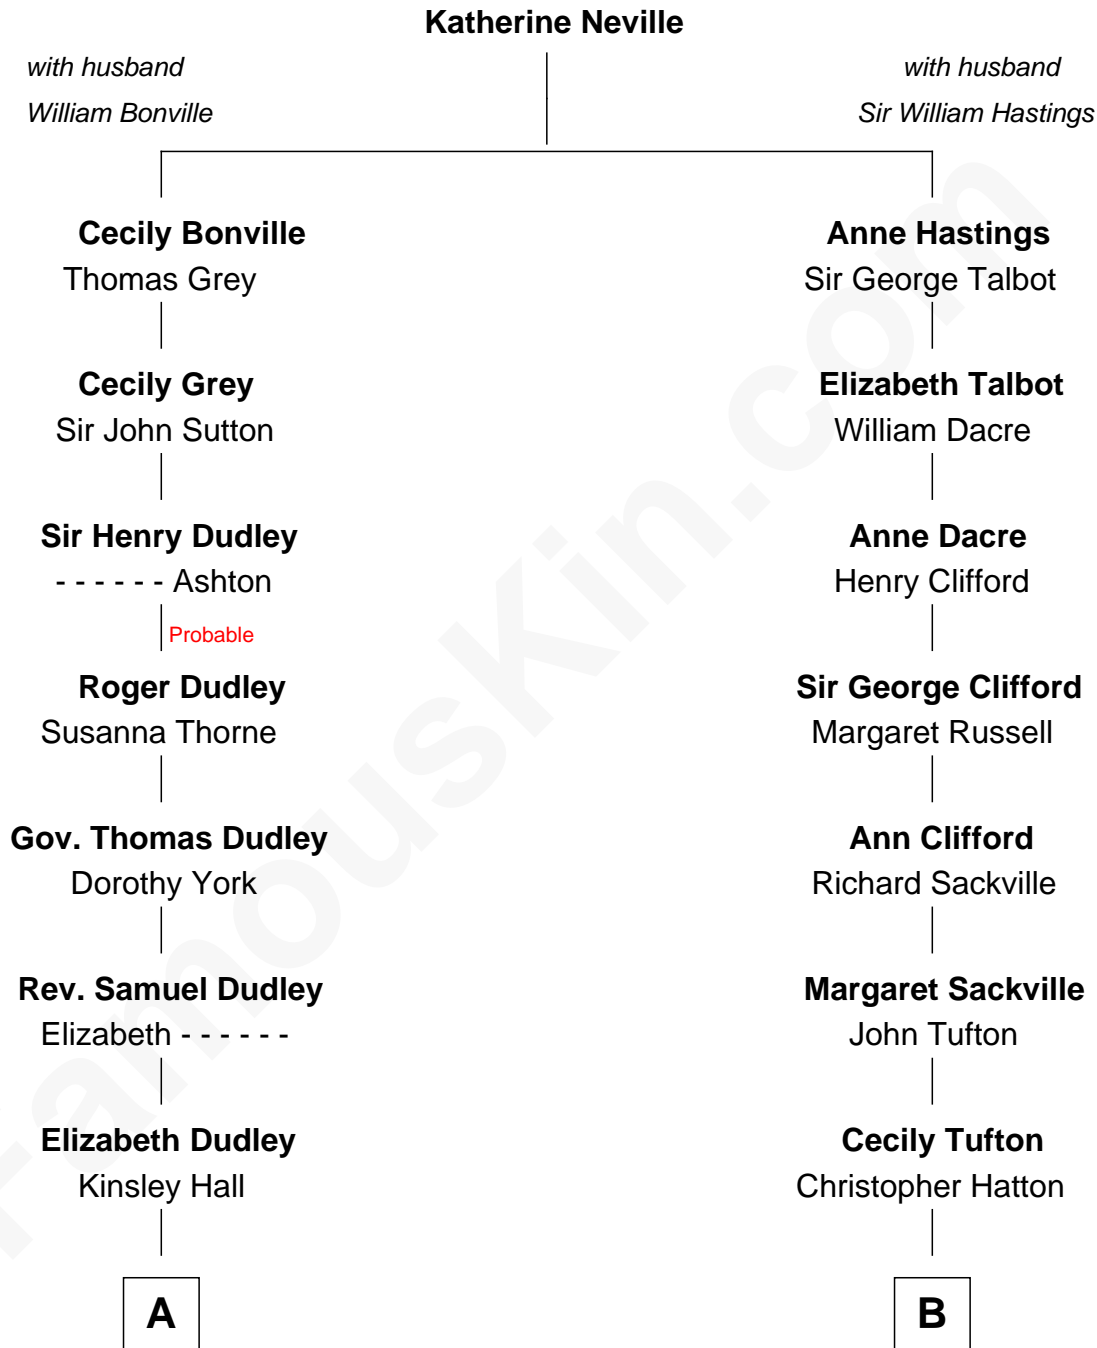 Katherine Neville
with husband
William Bonville
with husband
Sir William Hastings
Cecily Bonville
Thomas Grey
Anne Hastings
Sir George Talbot
Cecily Grey
Sir John Sutton
Elizabeth Talbot
William Dacre
Sir Henry Dudley
- - - - - - Ashton
Anne Dacre
Henry Clifford
Probable
Roger Dudley
Susanna Thorne
Sir George Clifford
Margaret Russell
Gov. Thomas Dudley
Dorothy York
Ann Clifford
Richard Sackville
Rev. Samuel Dudley
Elizabeth - - - - - -
Margaret Sackville
John Tufton
Elizabeth Dudley
Kinsley Hall
Cecily Tufton
Christopher Hatton
A
B
FamousKin.com